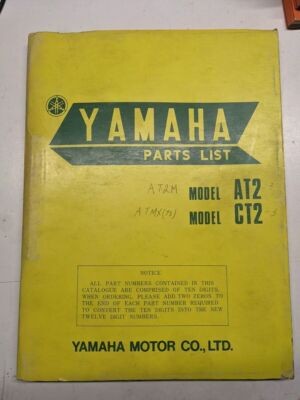 YAMAHA
PARTS LIST
AT2M MODEL AT2
ATMX(73) MODEL CT2
NOTICE
ALL PART NUMBERS CONTAINED IN THIS
CATALOGUE ARE COMPRISED OF TEN DIGITS.
WHEN ORDERING, PLEASE ADD TWO ZEROS TO
THE END OF EACH PART NUMBER REQUIRED
TO CONVERT THE TEN DIGITS INTO THE NEW
TWELVE DIGIT NUMBERS.
YAMAHA MOTOR CO., LTD.